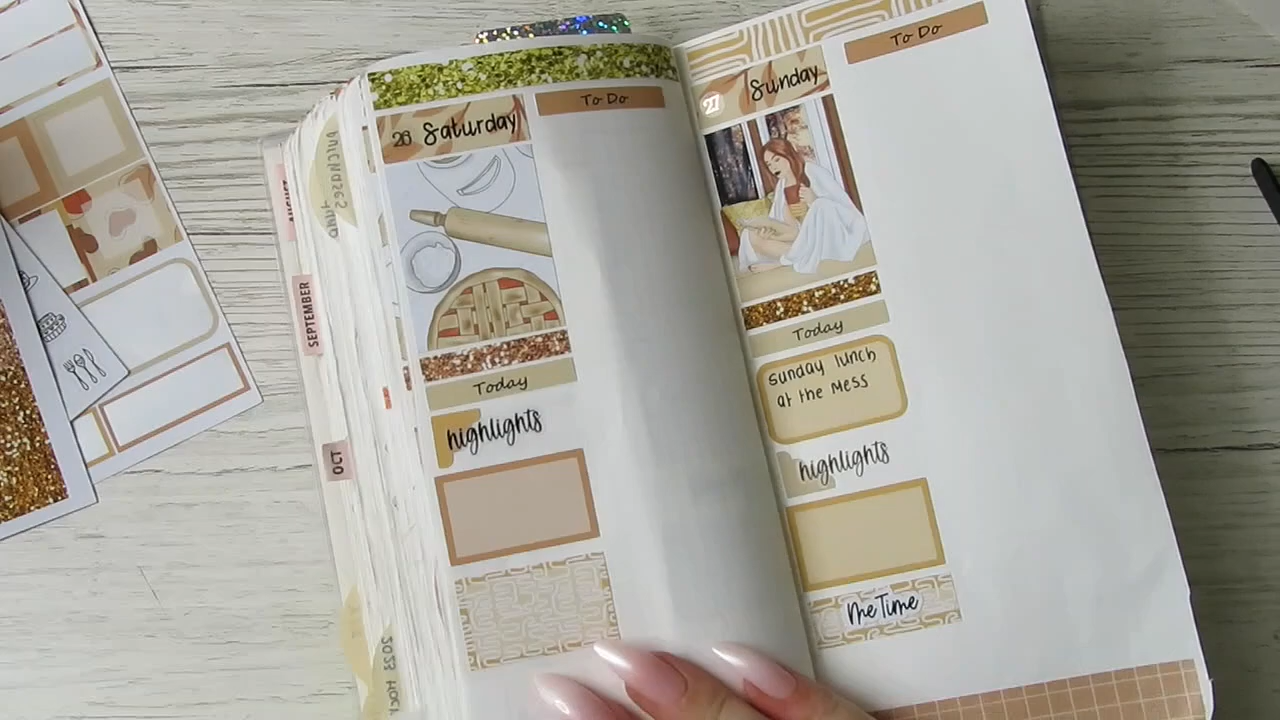 To Do
26 Saturday
Today
highlights
To Do
27 Sunday
Today
Sunday lunch
at the Mess
highlights
Me Time
SEPTEMBER
OCT